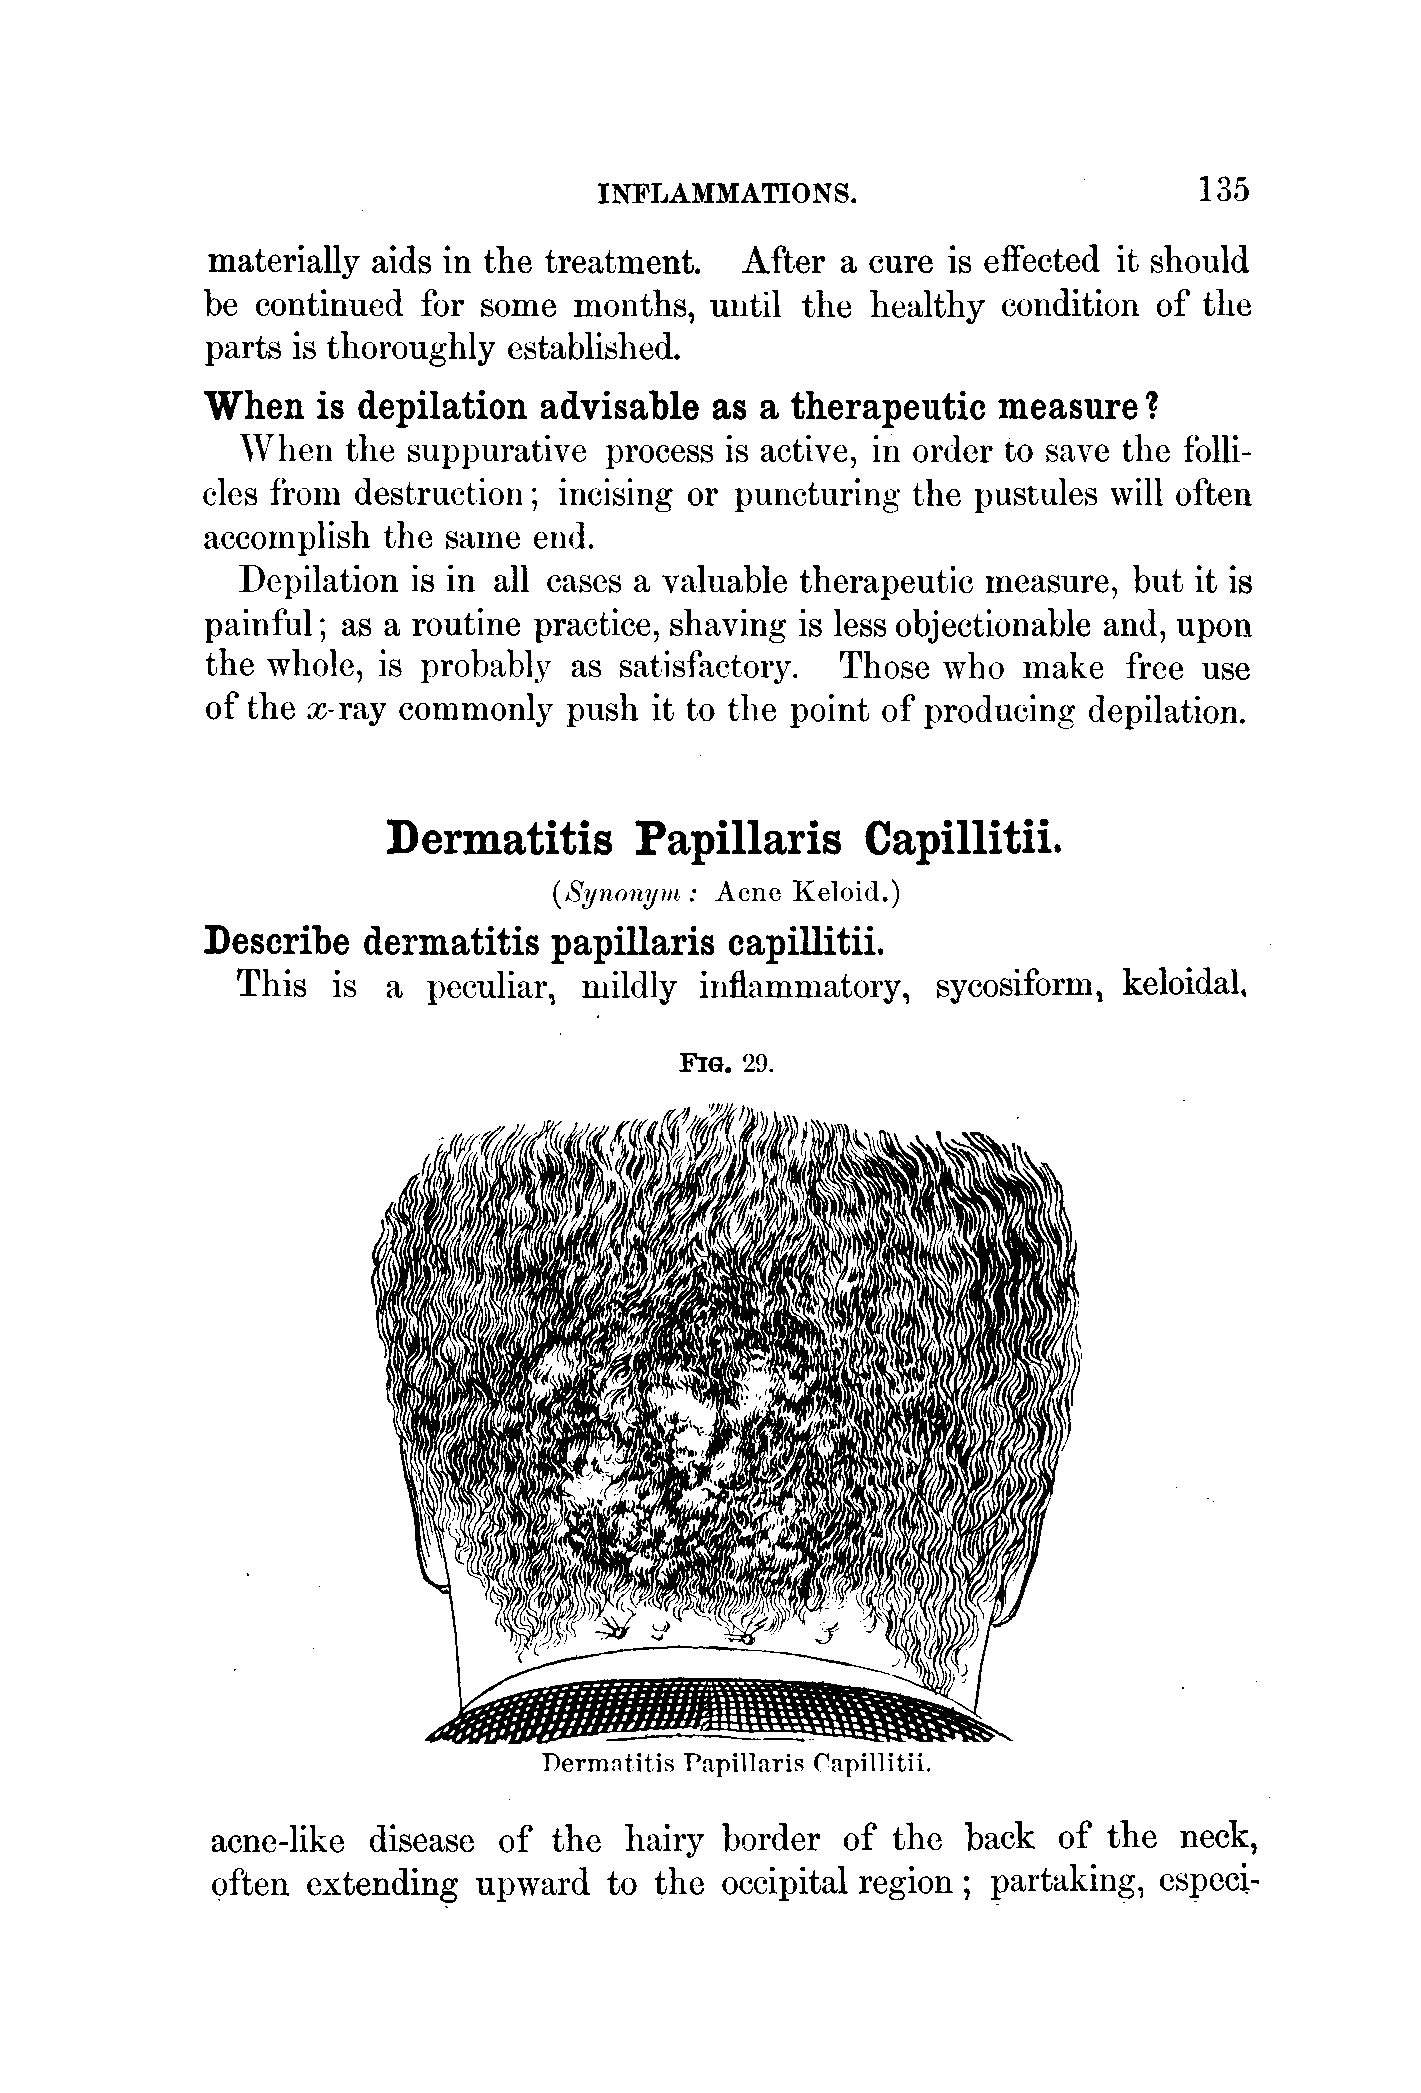 INFLAMMATIONS. 135
materially aids in the treatment. After a cure is effected it should
be continued for some months, until the healthy condition of the
parts is thoroughly established.
When is depilation advisable as a therapeutic measure?
When the suppurative process is active, in order to save the folli-
cles from destruction; incising or puncturing the pustules will often
accomplish the same end.
Depilation is in all cases a valuable therapeutic measure, but it is
painful; as a routine practice, shaving is less objectionable and, upon
the whole, is probably as satisfactory. Those who make free use
of the x-ray commonly push it to the point of producing depilation.
Dermatitis Papillaris Capillitii.
(Synonym: Acne Keloid.)
Describe dermatitis papillaris capillitii.
This is a peculiar, mildly inflammatory, sycosiform, keloidal,
FIG. 29.
Dermatitis Papillaris Capillitii.
acne-like disease of the hairy border of the back of the neck,
often extending upward to the occipital region; partaking, especi-